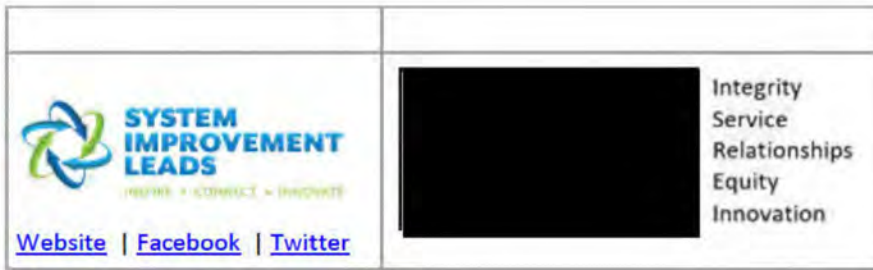 SYSTEM
IMPROVEMENT
LEADS
INSPIRE • CONNECT • INNOVATE
Website | Facebook | Twitter
Integrity
Service
Relationships
Equity
Innovation